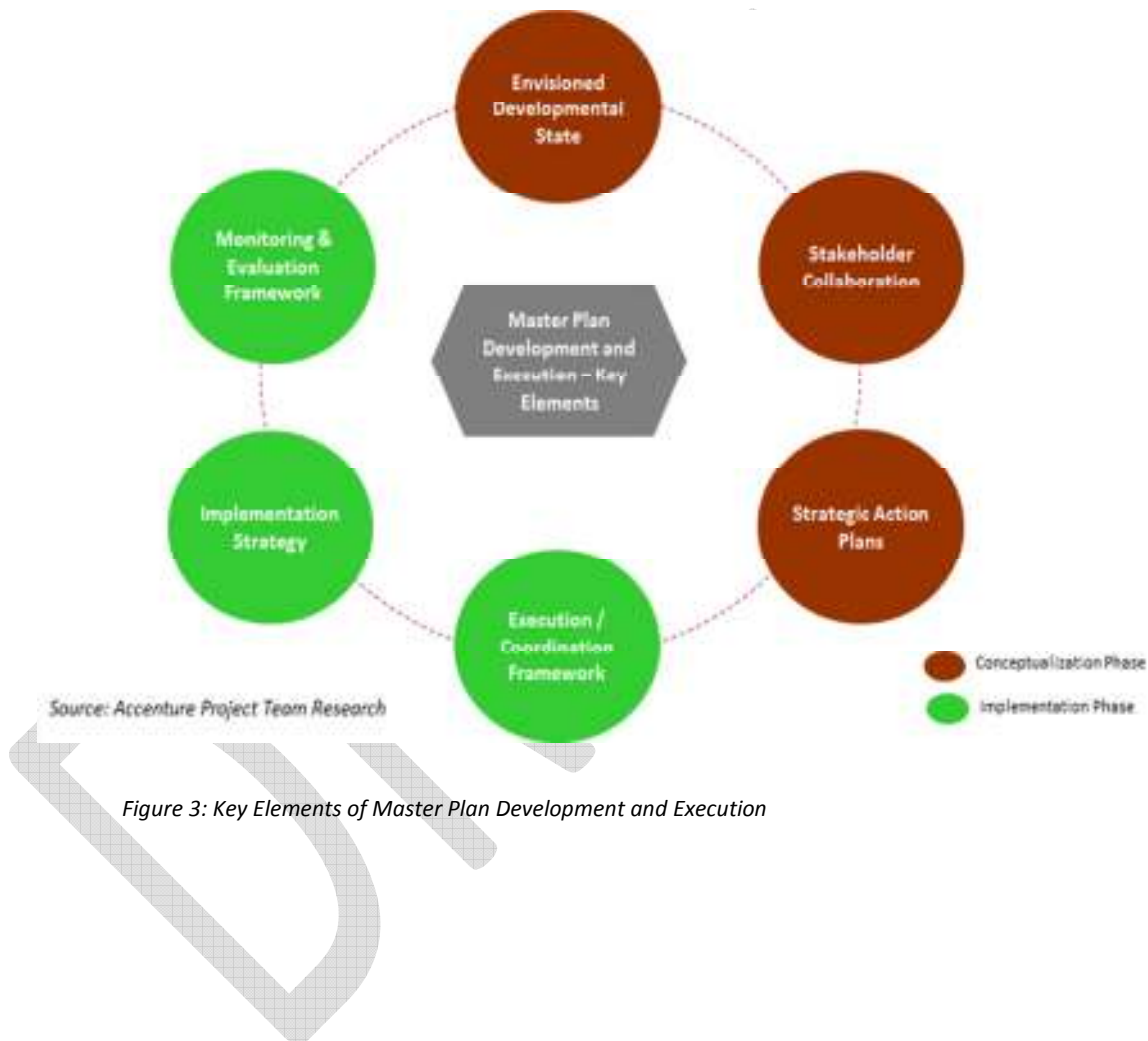 Envisioned
Developmental
State
Stakeholder
Collaboration
Strategic Action
Plans
Execution /
Coordination
Framework
Implementation
Strategy
Monitoring &
Evaluation
Framework
Master Plan
Development and
Execution – Key
Elements
Conceptualization Phase
Implementation Phase
Source: Accenture Project Team Research
Figure 3: Key Elements of Master Plan Development and Execution